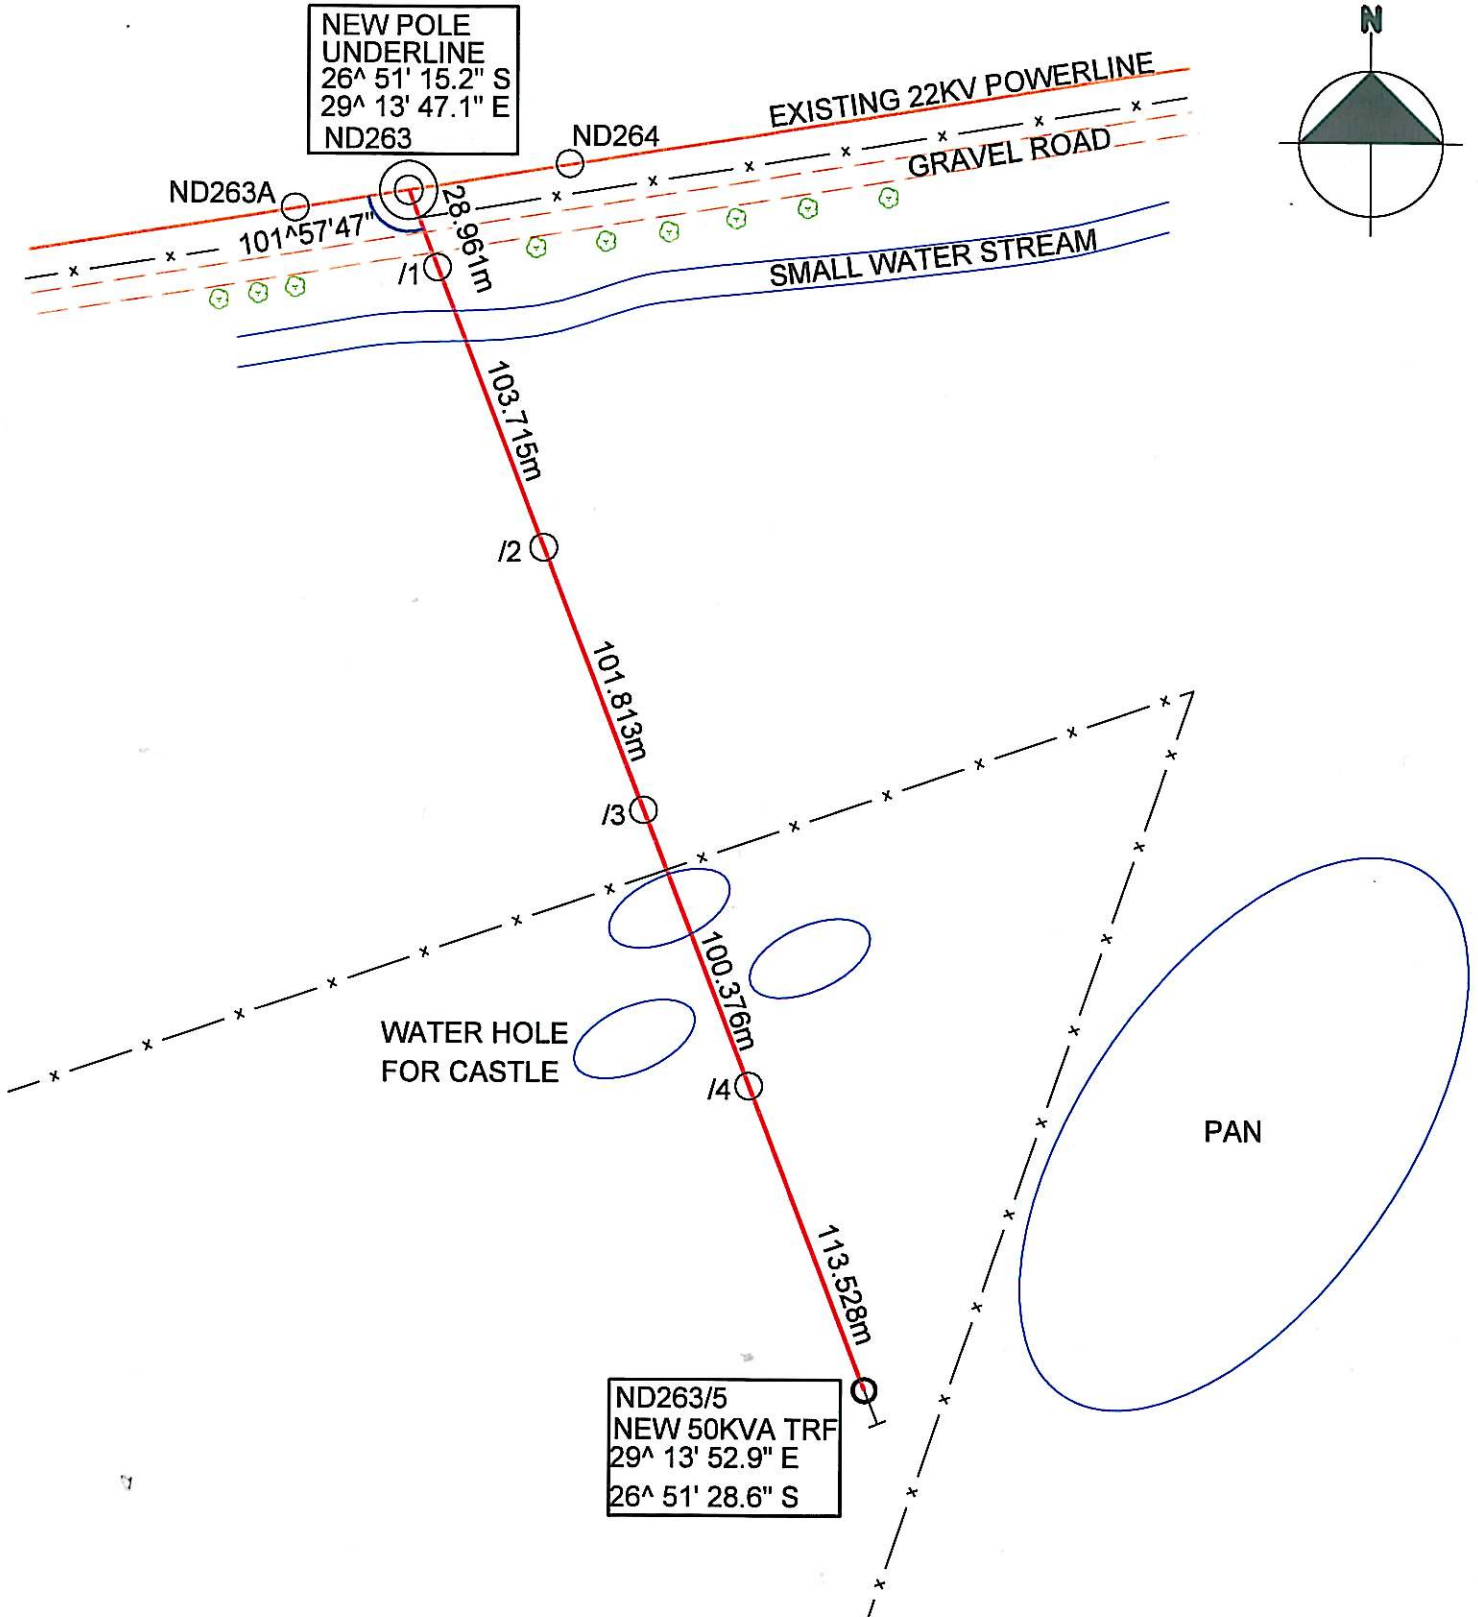 N
NEW POLE
UNDERLINE
26^ 51' 15.2" S
29^ 13' 47.1" E
ND263
EXISTING 22KV POWERLINE
ND264
GRAVEL ROAD
ND263A
101^57'47"
28.961m
/1
SMALL WATER STREAM
103.715m
/2
101.813m
/3
100.376m
WATER HOLE
FOR CASTLE
/4
PAN
113.528m
ND263/5
NEW 50KVA TRF
29^ 13' 52.9" E
26^ 51' 28.6" S